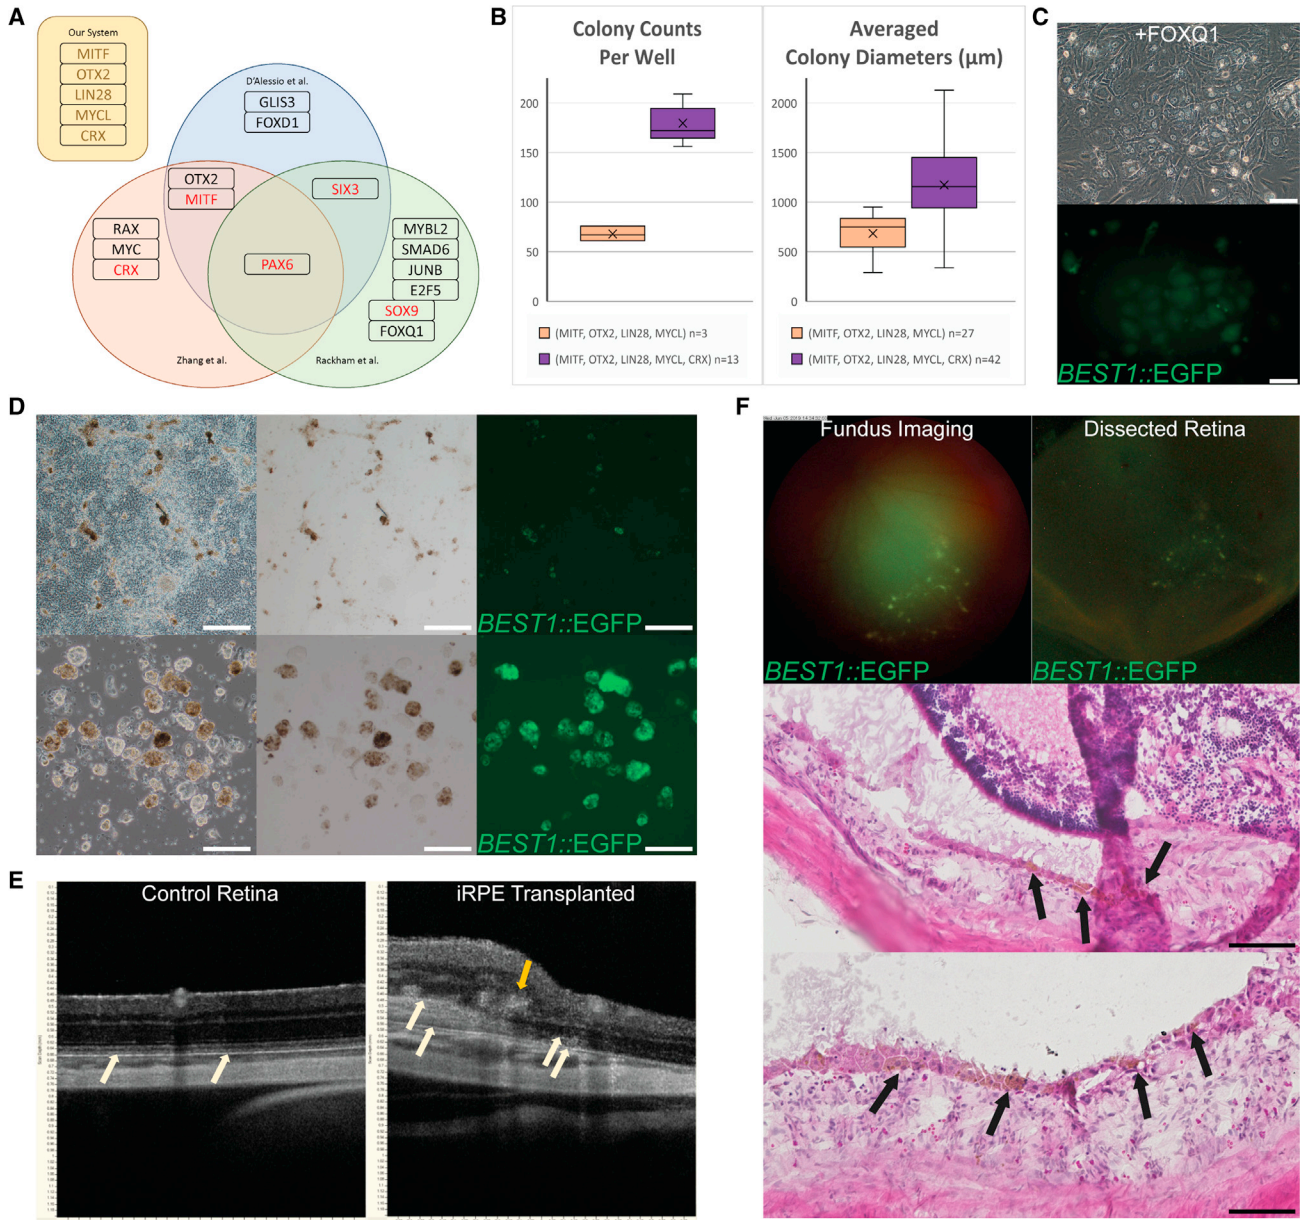 A
Our System
MITF
OTX2
LIN28
MYCL
CRX
D'Alessio et al.
GLIS3
FOXD1
OTX2
MITF
SIX3
RAX
MYC
CRX
PAX6
MYBL2
SMAD6
JUNB
E2F5
SOX9
FOXQ1
Zhang et al.
Rackham et al.
B
Colony Counts
Per Well
200
150
100
50
0
(MITF, OTX2, LIN28, MYCL) n=3
(MITF, OTX2, LIN28, MYCL, CRX) n=13
Averaged
Colony Diameters (µm)
2000
1500
1000
500
0
(MITF, OTX2, LIN28, MYCL) n=27
(MITF, OTX2, LIN28, MYCL, CRX) n=42
C
+FOXQ1
BEST1::EGFP
D
BEST1::EGFP
BEST1::EGFP
E
Control Retina
iRPE Transplanted
F
Fundus Imaging
BEST1::EGFP
Dissected Retina
BEST1::EGFP